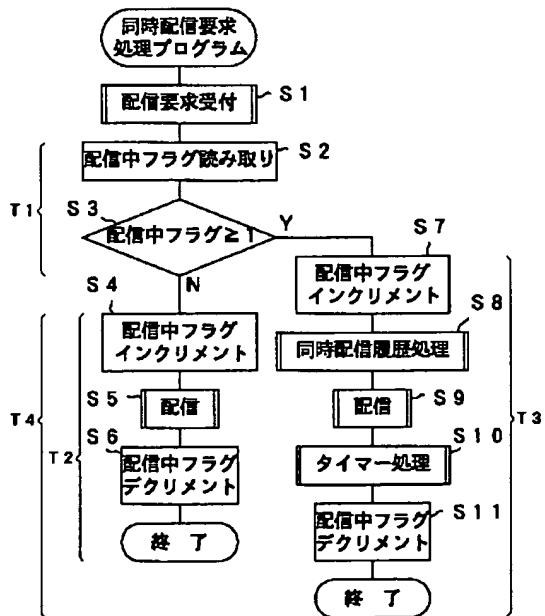 同時配信要求
処理プログラム
配信要求受付
S1
配信中フラグ読み取り
S2
T1
S3
配信中フラグ≧1
Y
N
S4
配信中フラグ
インクリメント
S5
配信
S6
配信中フラグ
デクリメント
終了
T4
T2
S7
配信中フラグ
インクリメント
S8
同時配信履歴処理
S9
配信
S10
タイマー処理
S11
配信中フラグ
デクリメント
終了
T3